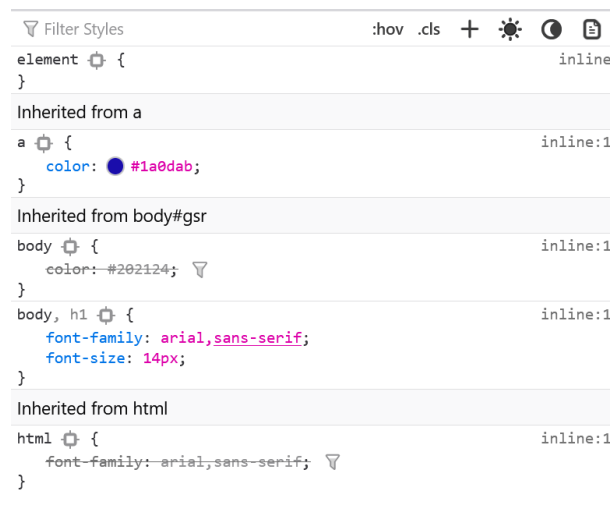 Filter Styles :hov .cls
element { inline
}
Inherited from a
a { inline:1
color: #1a0dab;
}
Inherited from body#gsr
body { inline:1
color: #202124;
}
body, h1 { inline:1
font-family: arial,sans-serif;
font-size: 14px;
}
Inherited from html
html { inline:1
font-family: arial,sans-serif;
}